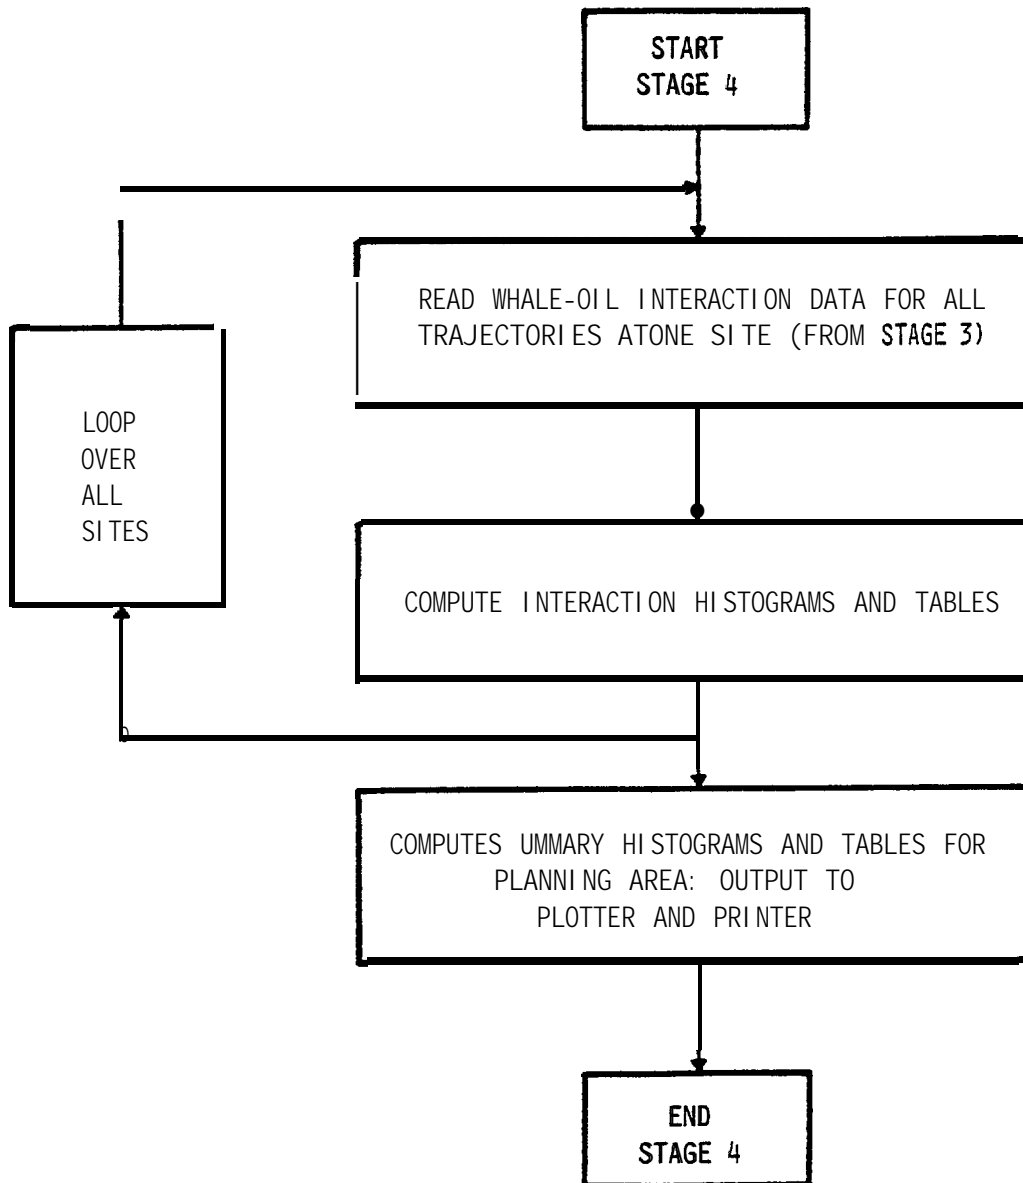 START
STAGE 4
READ WHALE-OIL INTERACTION DATA FOR ALL
TRAJECTORIES ATONE SITE (FROM STAGE 3)
LOOP
OVER
ALL
SITES
COMPUTE INTERACTION HISTOGRAMS AND TABLES
COMPUTES UMMARY HISTOGRAMS AND TABLES FOR
PLANNING AREA: OUTPUT TO
PLOTTER AND PRINTER
END
STAGE 4